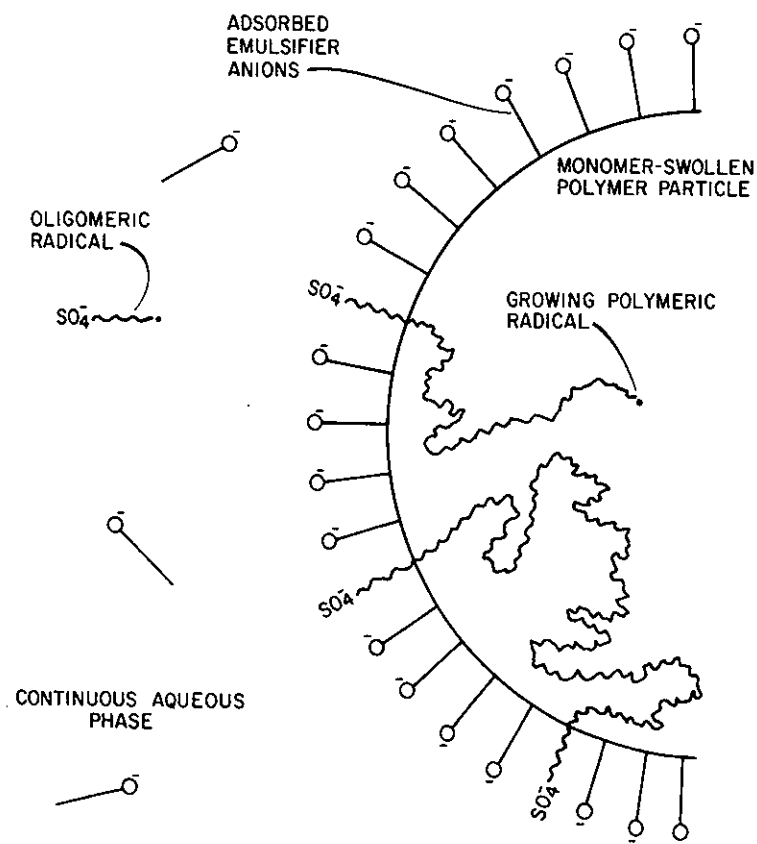 ADSORBED
EMULSIFIER
ANIONS
MONOMER-SWOLLEN
POLYMER PARTICLE
OLIGOMERIC
RADICAL
SO₄⁻
SO₄⁻
GROWING POLYMERIC
RADICAL
SO₄⁻
CONTINUOUS AQUEOUS
PHASE
SO₄⁻